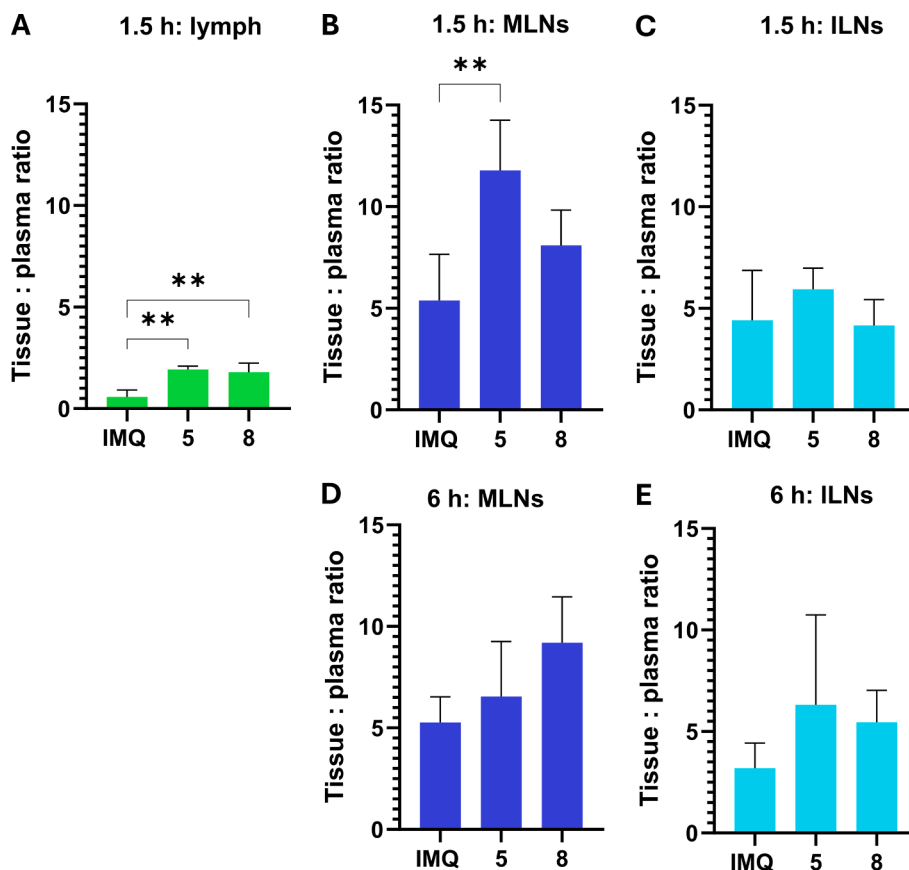 A 1.5 h: lymph
Tissue : plasma ratio
15
10
5
0
**
**
IMQ 5 8
B 1.5 h: MLNs
Tissue : plasma ratio
15
10
5
0
**
IMQ 5 8
C 1.5 h: ILNs
Tissue : plasma ratio
15
10
5
0
IMQ 5 8
D 6 h: MLNs
Tissue : plasma ratio
15
10
5
0
IMQ 5 8
E 6 h: ILNs
Tissue : plasma ratio
15
10
5
0
IMQ 5 8